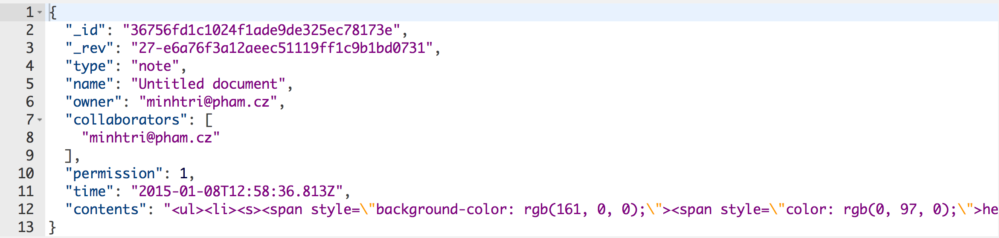 1 {
2 "_id": "36756fd1c1024f1ade9de325ec78173e",
3 "_rev": "27-e6a76f3a12aeec51119ff1c9b1bd0731",
4 "type": "note",
5 "name": "Untitled document",
6 "owner": "minhtri@pham.cz",
7 "collaborators": [
8 "minhtri@pham.cz"
9 ],
10 "permission": 1,
11 "time": "2015-01-08T12:58:36.813Z",
12 "contents": "<ul><li><s><span style=\"background-color: rgb(161, 0, 0);\"><span style=\"color: rgb(0, 97, 0);\">he
13 }